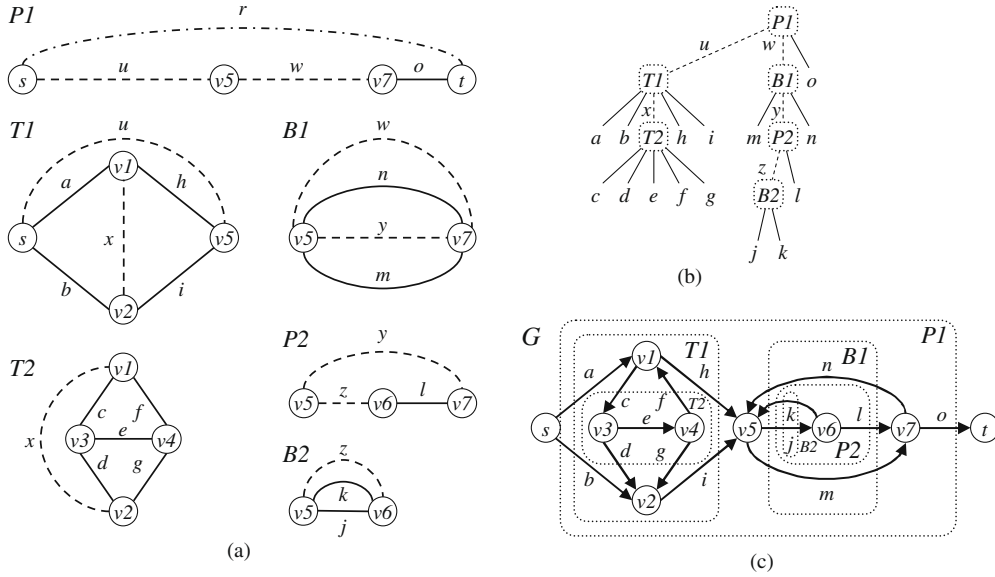 P1
r
s u v5 w v7 o t
T1
u
v1
a h
s x v5
b i
v2
B1
w
n
v5 y v7
m
T2
v1
c f
x v3 e v4
d g
v2
P2
y
v5 z v6 l v7
B2
z
k
v5 v6
j
(a)
P1
u w
T1 B1 o
x y
a b T2 h i m P2 n
z
c d e f g B2 l
j k
(b)
G P1
T1 B1
v1
a h n
c f T2 k
s v3 e v4 v5 v6 l v7 o t
d g j B2 P2
b i m
v2
(c)